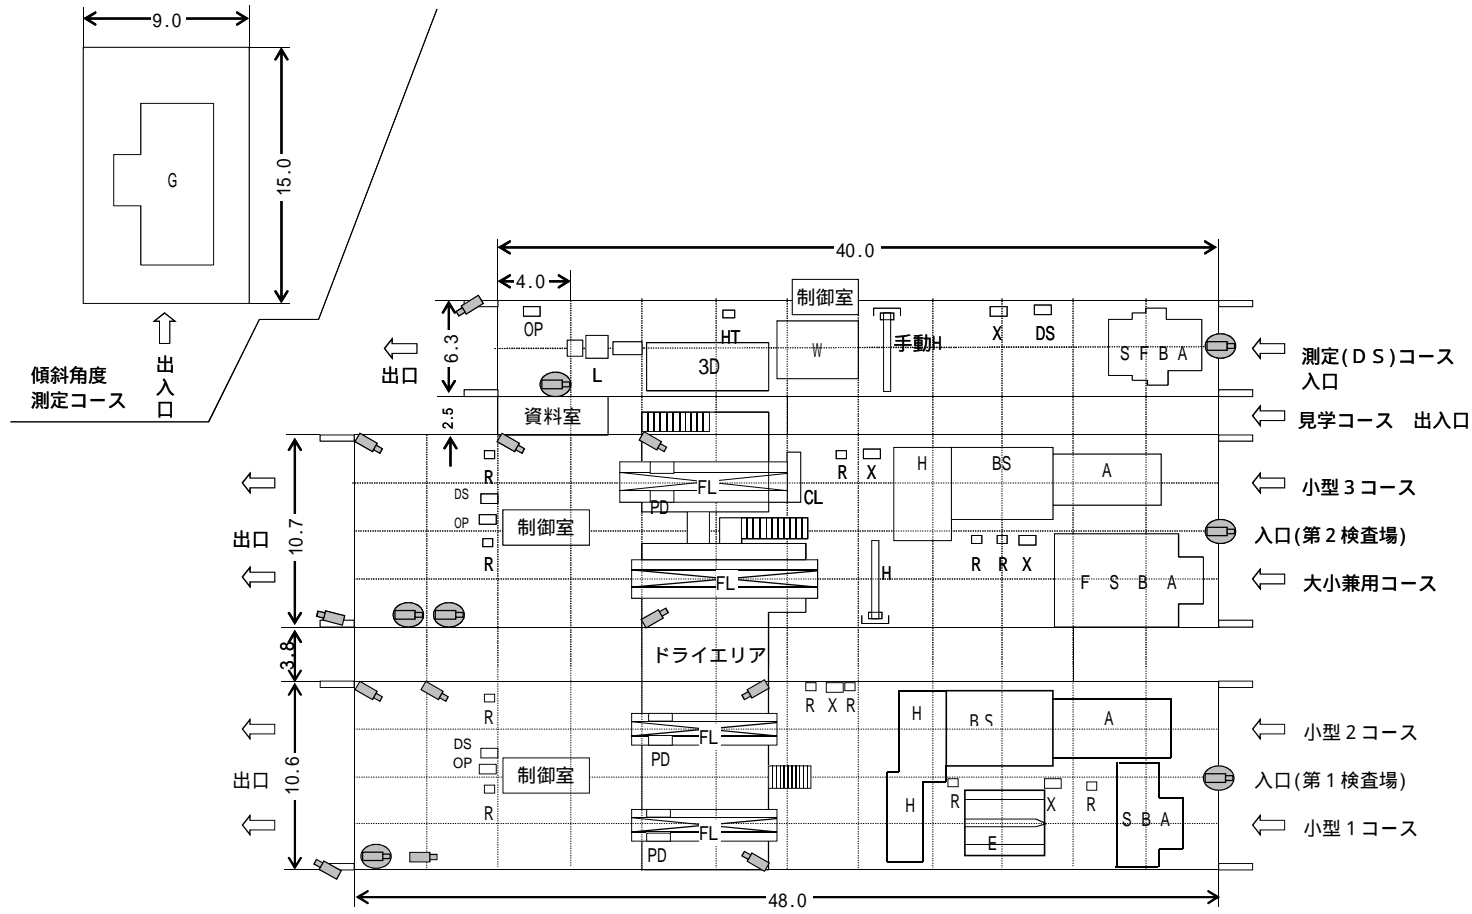 9.0
15.0
G
傾斜角度
測定コース
出入口
40.0
4.0
制御室
6.3
OP
HT
手動H
X
DS
W
S F B A
3D
L
出口
測定(DS)コース
入口
2.5
資料室
見学コース 出入口
R
R
X
H
BS
A
DS
FL
PD
CL
小型3コース
OP
制御室
出口
10.7
入口(第2検査場)
R
R
R
X
FL
H
F S B A
大小兼用コース
3.8
ドライエリア
R
R
X
R
H
BS
A
FL
PD
小型2コース
DS
OP
制御室
出口
10.6
入口(第1検査場)
R
R
X
R
H
E
S B A
FL
PD
小型1コース
48.0